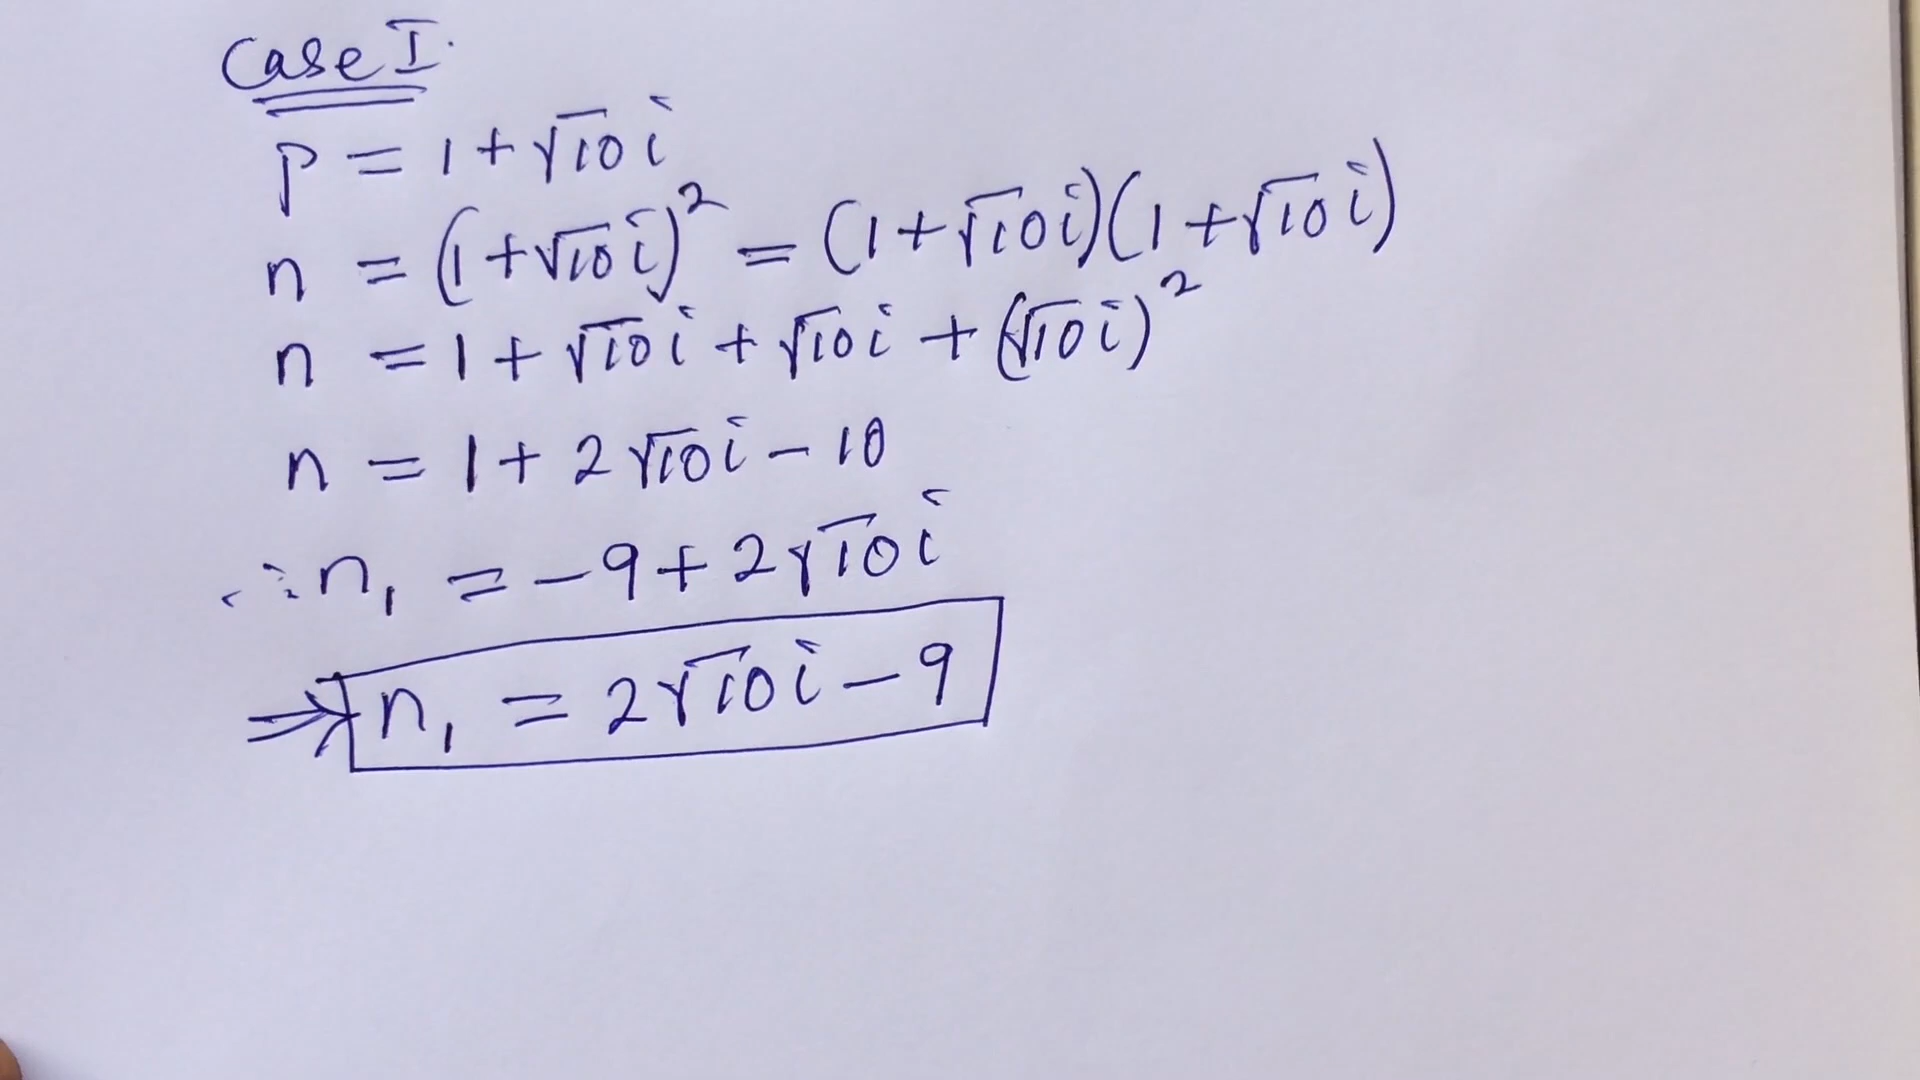 Case I.
P = 1 + √10 i
n = (1 + √10 i)² = (1 + √10 i)(1 + √10 i)
n = 1 + √10 i + √10 i + (√10 i)²
n = 1 + 2√10 i - 10
∴ n₁ = -9 + 2√10 i
⇒ n₁ = 2√10 i - 9